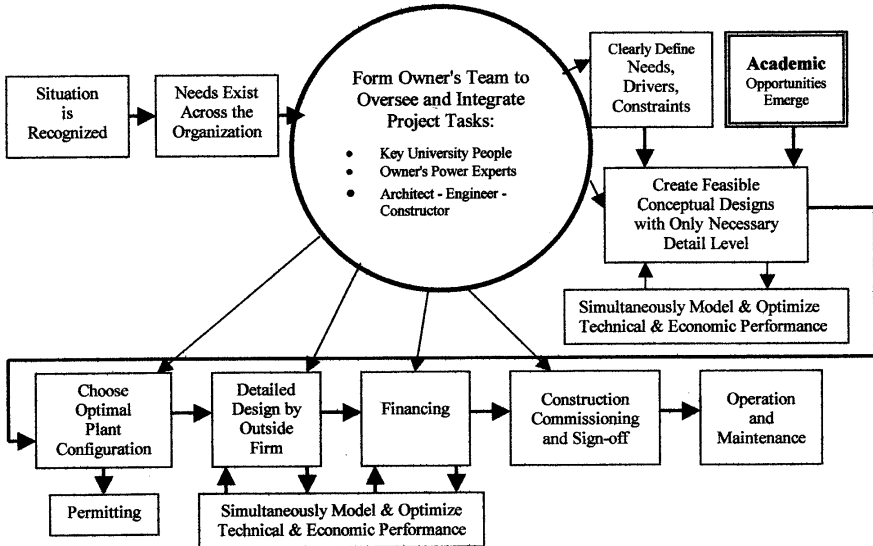 Situation
is
Recognized
Needs Exist
Across the
Organization
Form Owner's Team to
Oversee and Integrate
Project Tasks:
• Key University People
• Owner's Power Experts
• Architect - Engineer -
Constructor
Clearly Define
Needs,
Drivers,
Constraints
Academic
Opportunities
Emerge
Create Feasible
Conceptual Designs
with Only Necessary
Detail Level
Simultaneously Model & Optimize
Technical & Economic Performance
Choose
Optimal
Plant
Configuration
Detailed
Design by
Outside
Firm
Financing
Construction
Commissioning
and Sign-off
Operation
and
Maintenance
Permitting
Simultaneously Model & Optimize
Technical & Economic Performance